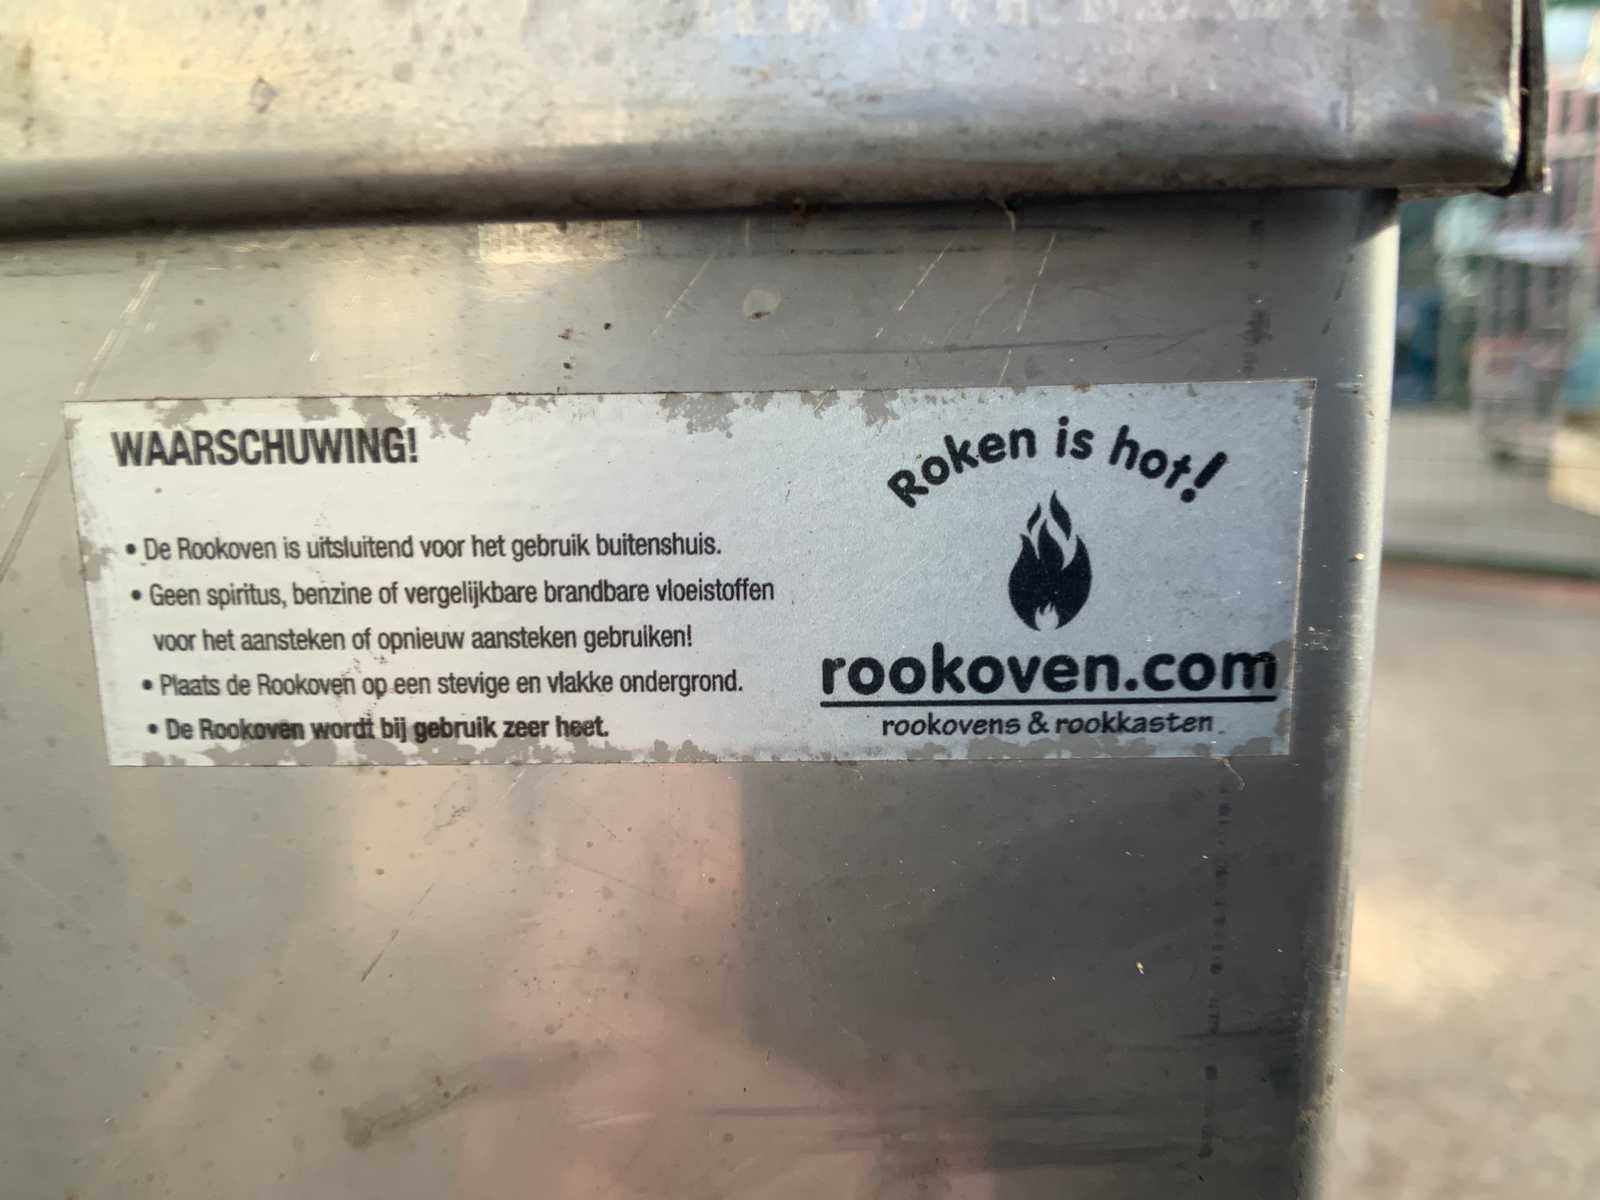 WAARSCHUWING!
• De Rookoven is uitsluitend voor het gebruik buitenshuis.
• Geen spiritus, benzine of vergelijkbare brandbare vloeistoffen
voor het aansteken of opnieuw aansteken gebruiken!
• Plaats de Rookoven op een stevige en vlakke ondergrond.
• De Rookoven wordt bij gebruik zeer heet.
Roken is hot!
rookoven.com
rookovens & rookkasten